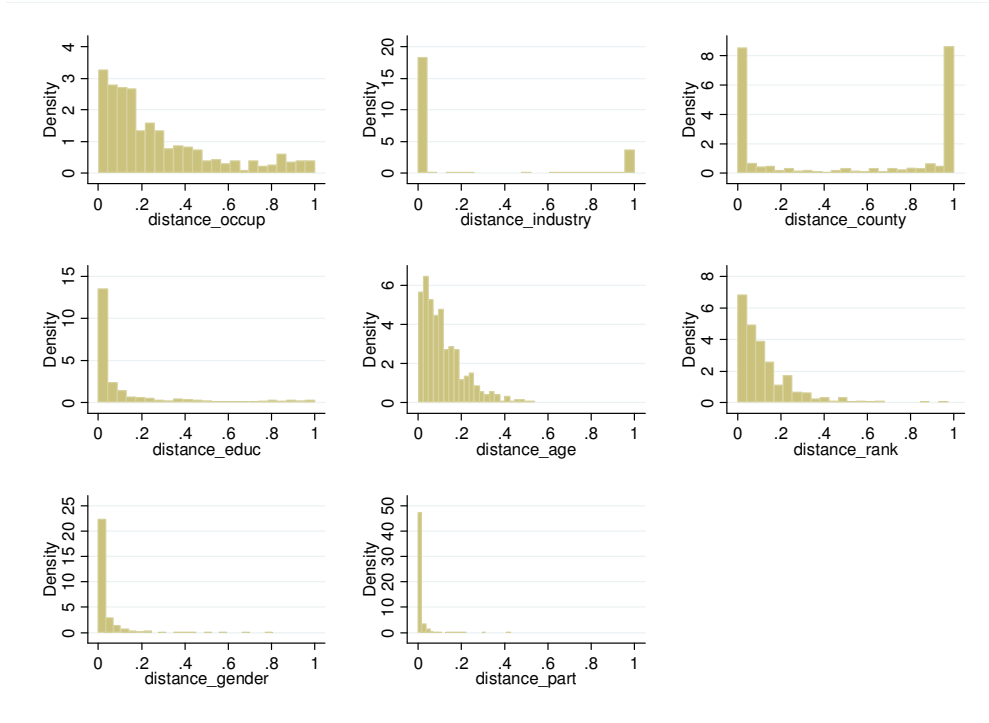 Density
4
3
2
1
0
0 .2 .4 .6 .8 1
distance_occup
Density
20
15
10
5
0
0 .2 .4 .6 .8 1
distance_industry
Density
8
6
4
2
0
0 .2 .4 .6 .8 1
distance_county
Density
15
10
5
0
0 .2 .4 .6 .8 1
distance_educ
Density
6
4
2
0
0 .2 .4 .6 .8 1
distance_age
Density
8
6
4
2
0
0 .2 .4 .6 .8 1
distance_rank
Density
25
20
15
10
5
0
0 .2 .4 .6 .8 1
distance_gender
Density
50
40
30
20
10
0
0 .2 .4 .6 .8 1
distance_part